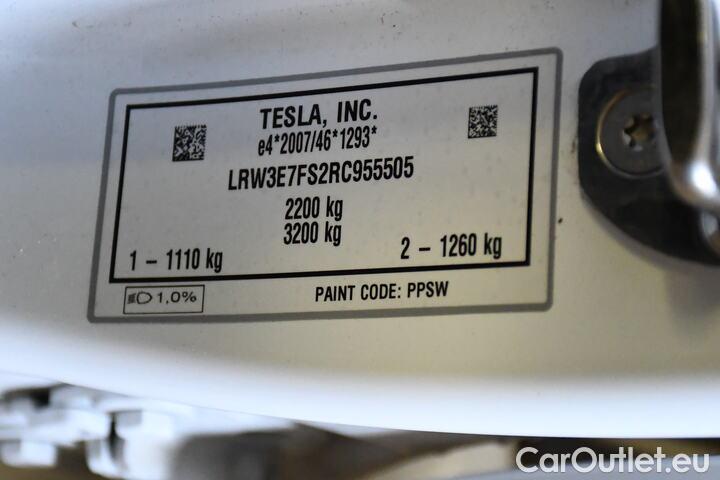 TESLA, INC.
e4*2007/46*1293*
LRW3E7FS2RC955505
2200 kg
3200 kg
1 – 1110 kg
2 – 1260 kg
1,0%
PAINT CODE: PPSW
CarOutlet.eu